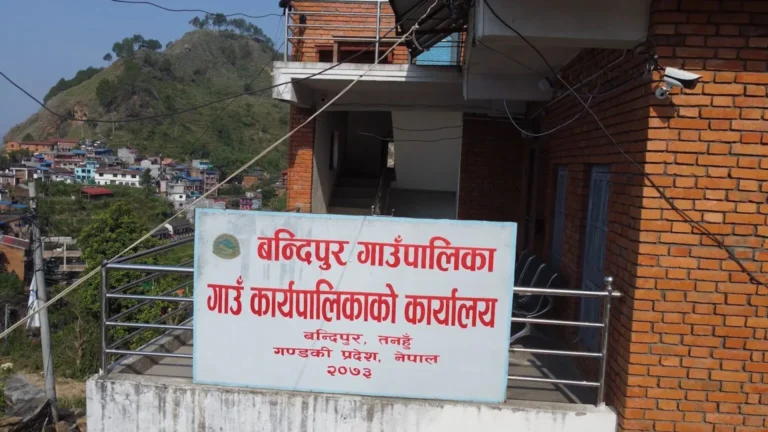 बन्दिपुर गाउँपालिका
गाउँ कार्यपालिकाको कार्यालय
बन्दिपुर, तनहुँ
गण्डकी प्रदेश, नेपाल
२०७३